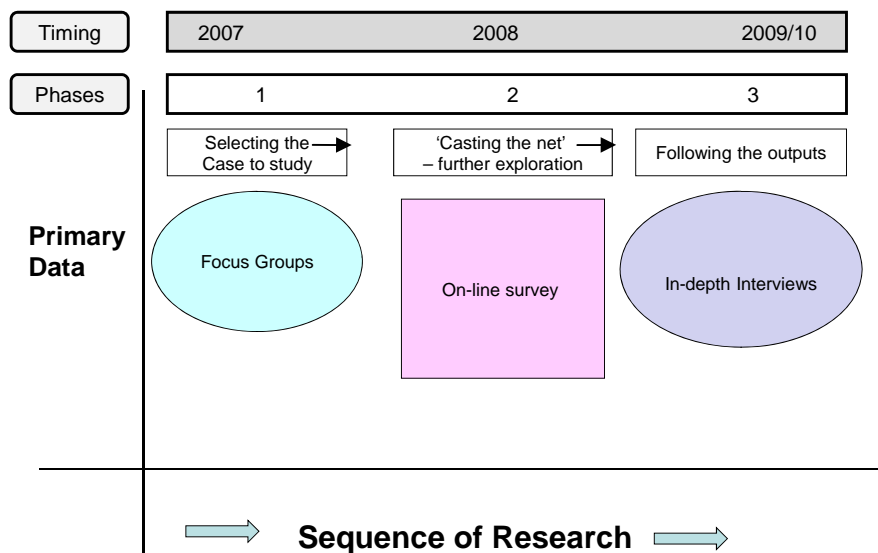 Timing
2007 2008 2009/10
Phases
1 2 3
Selecting the
Case to study
‘Casting the net’
– further exploration
Following the outputs
Primary
Data
Focus Groups
On-line survey
In-depth Interviews
Sequence of Research